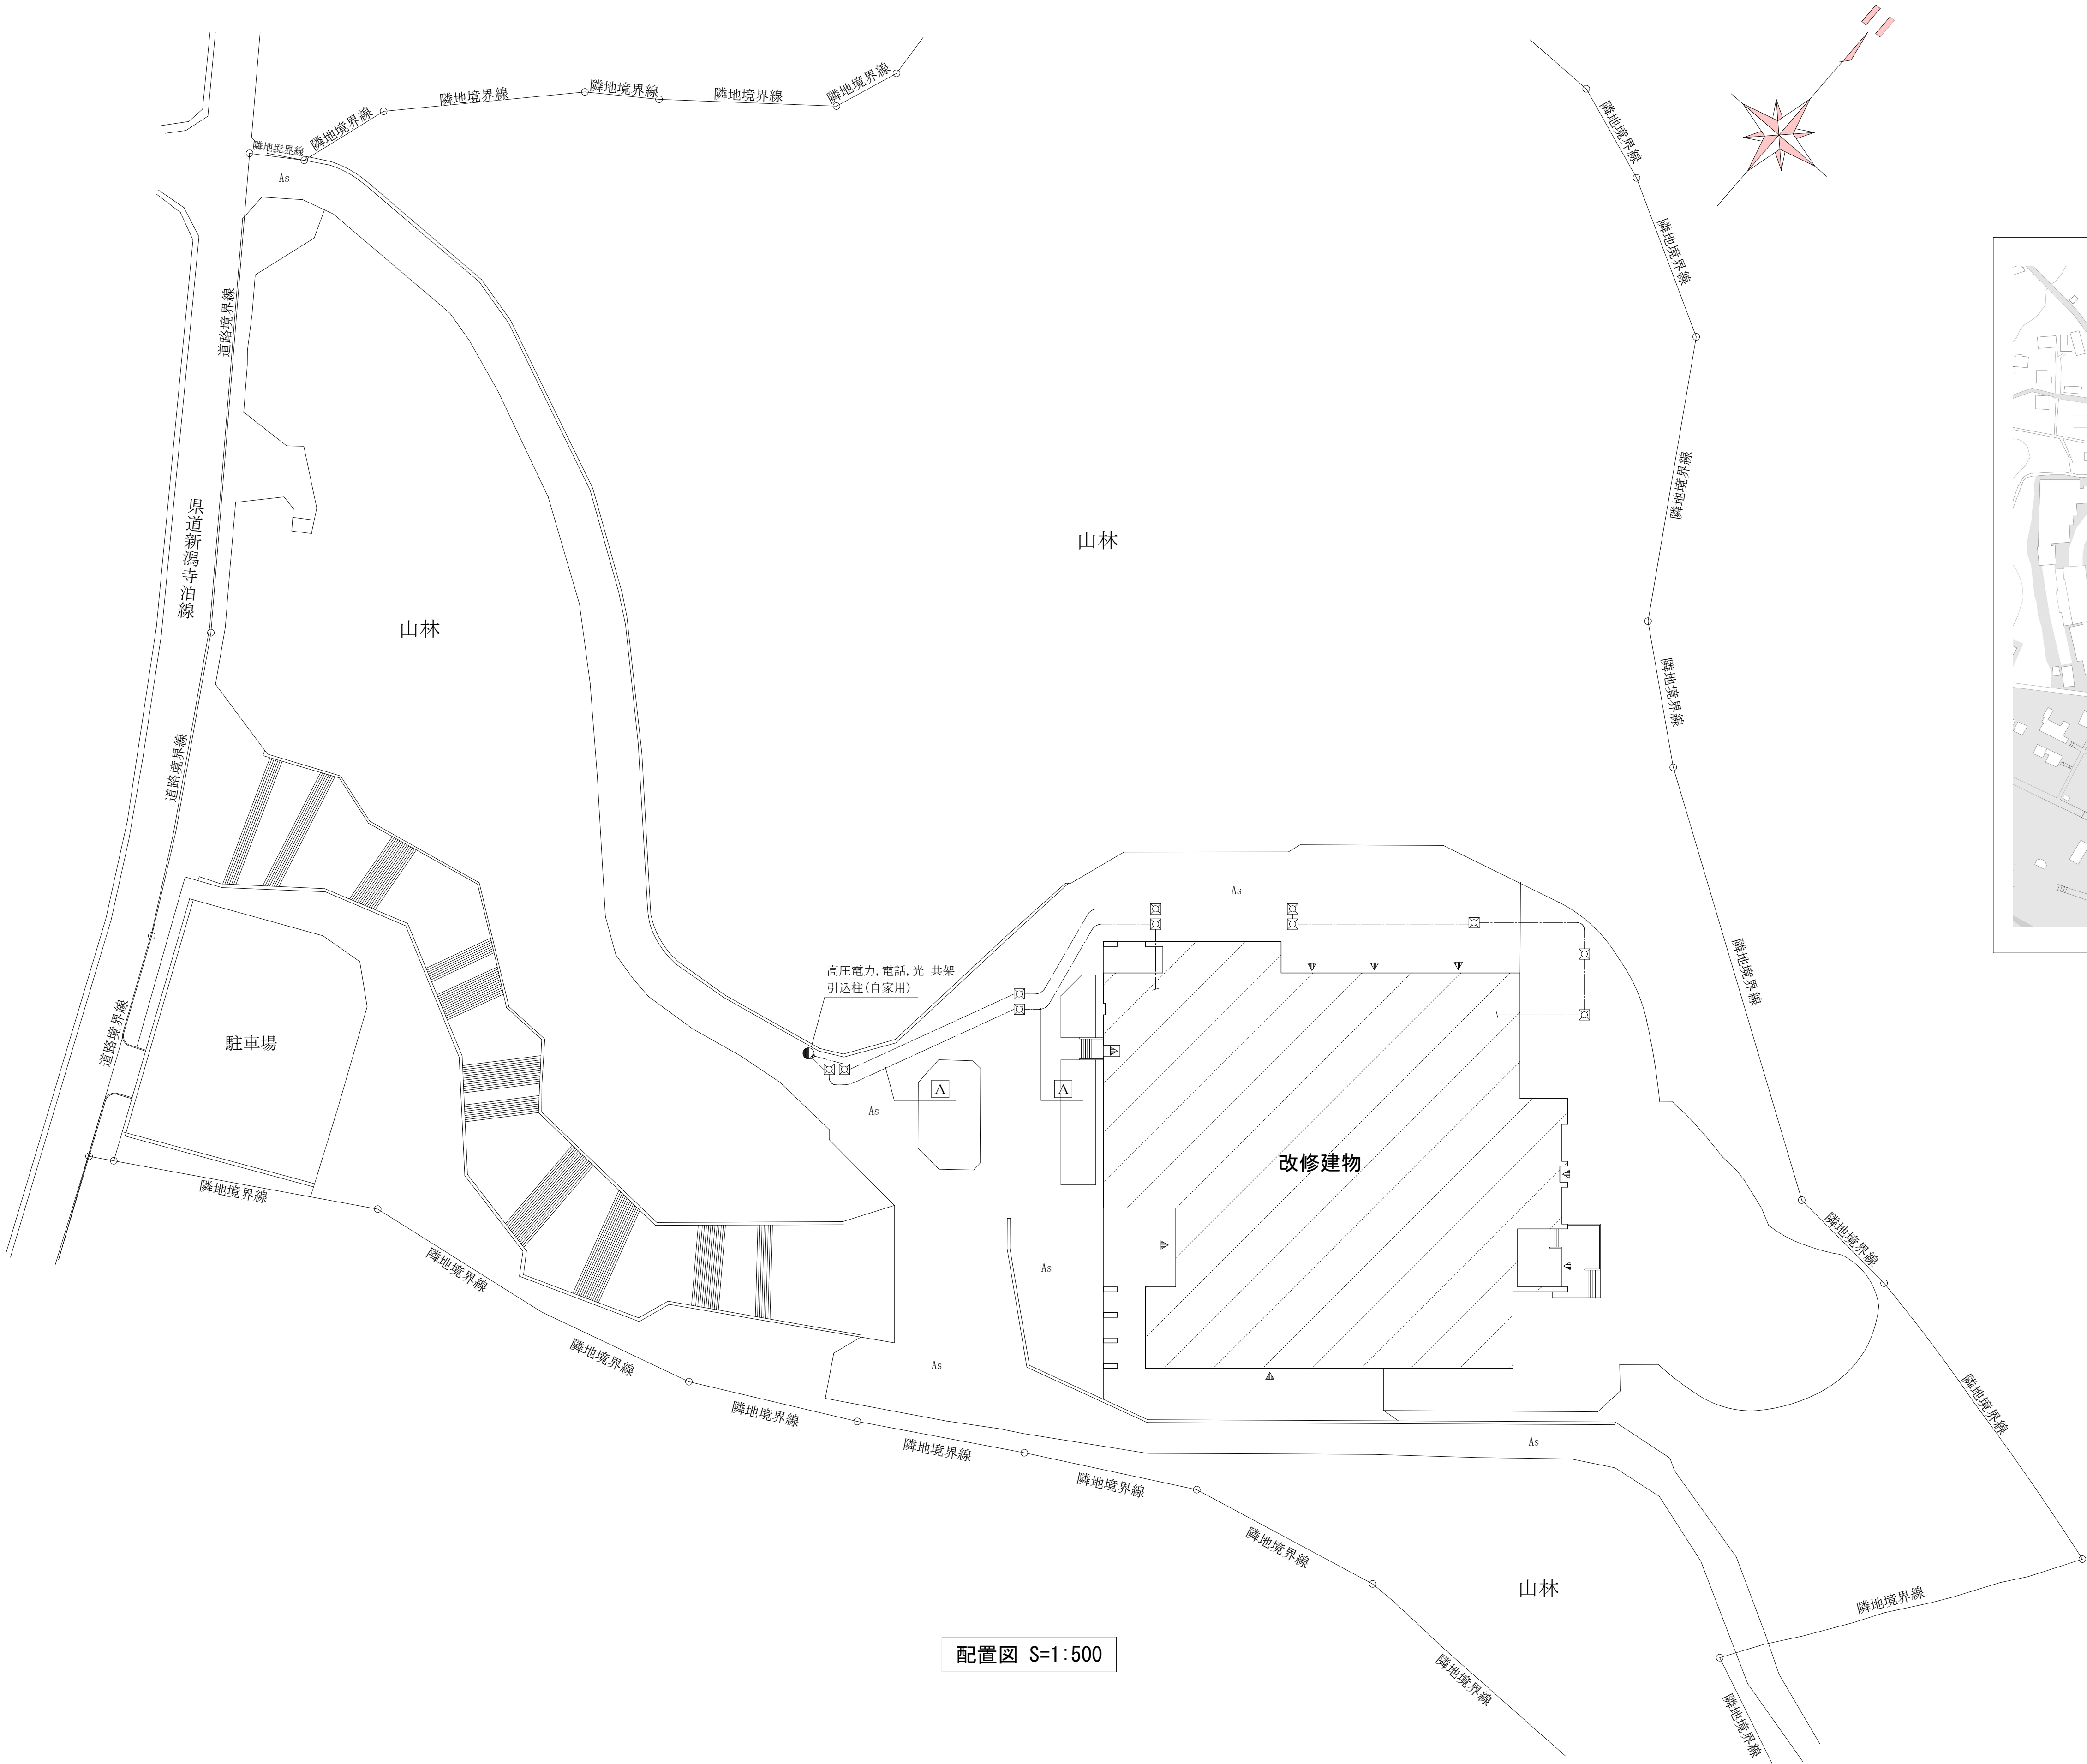 N
隣地境界線
隣地境界線
隣地境界線
隣地境界線
隣地境界線
隣地境界線
As
隣地境界線
隣地境界線
道路境界線
隣地境界線
県道新潟寺泊線
山林
山林
隣地境界線
道路境界線
As
高圧電力,電話,光 共架
引込柱(自家用)
隣地境界線
道路境界線
駐車場
A
A
As
改修建物
隣地境界線
隣地境界線
隣地境界線
As
隣地境界線
As
隣地境界線
隣地境界線
隣地境界線
As
隣地境界線
隣地境界線
山林
隣地境界線
配置図 S=1:500
隣地境界線
隣地境界線